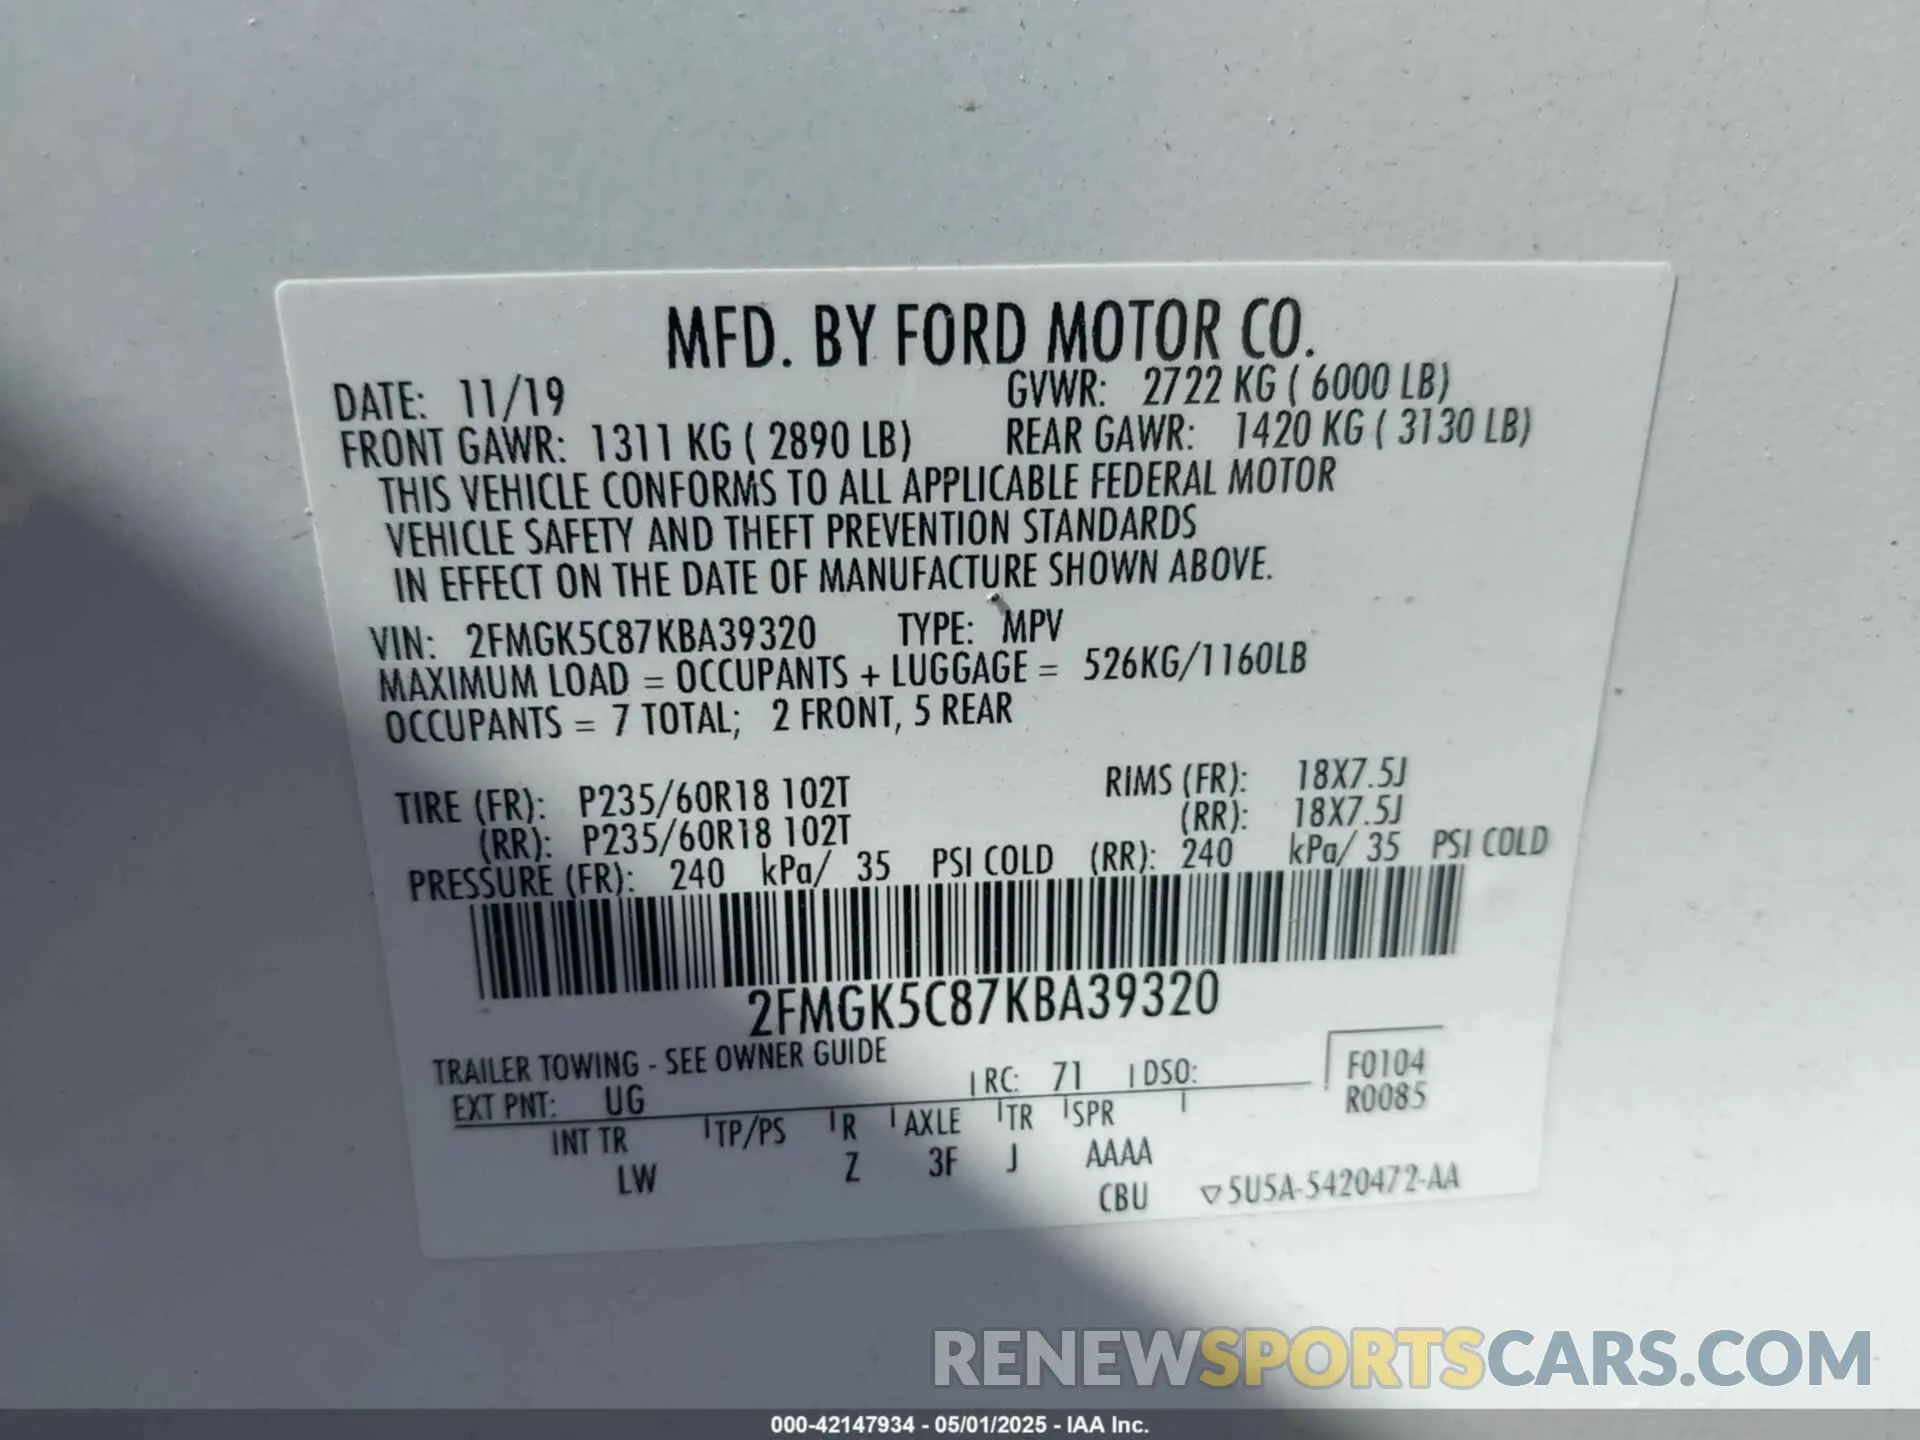 MFD. BY FORD MOTOR CO.
DATE: 11/19 GVWR: 2722 KG ( 6000 LB)
FRONT GAWR: 1311 KG ( 2890 LB) REAR GAWR: 1420 KG ( 3130 LB)
THIS VEHICLE CONFORMS TO ALL APPLICABLE FEDERAL MOTOR
VEHICLE SAFETY AND THEFT PREVENTION STANDARDS
IN EFFECT ON THE DATE OF MANUFACTURE SHOWN ABOVE.
VIN: 2FMGK5C87KBA39320 TYPE: MPV
MAXIMUM LOAD = OCCUPANTS + LUGGAGE = 526KG/1160LB
OCCUPANTS = 7 TOTAL; 2 FRONT, 5 REAR
TIRE (FR): P235/60R18 102T RIMS (FR): 18X7.5J
(RR): P235/60R18 102T (RR): 18X7.5J
PRESSURE (FR): 240 kPa/ 35 PSI COLD (RR): 240 kPa/ 35 PSI COLD
2FMGK5C87KBA39320
TRAILER TOWING - SEE OWNER GUIDE
EXT PNT: UG RC: 71 DSO: F0104
R0085
INT TR TP/PS R AXLE TR SPR
LW Z 3F J AAAA
CBU ▽5U5A-5420472-AA
RENEWSPORTSCARS.COM
000-42147934 - 05/01/2025 - IAA Inc.